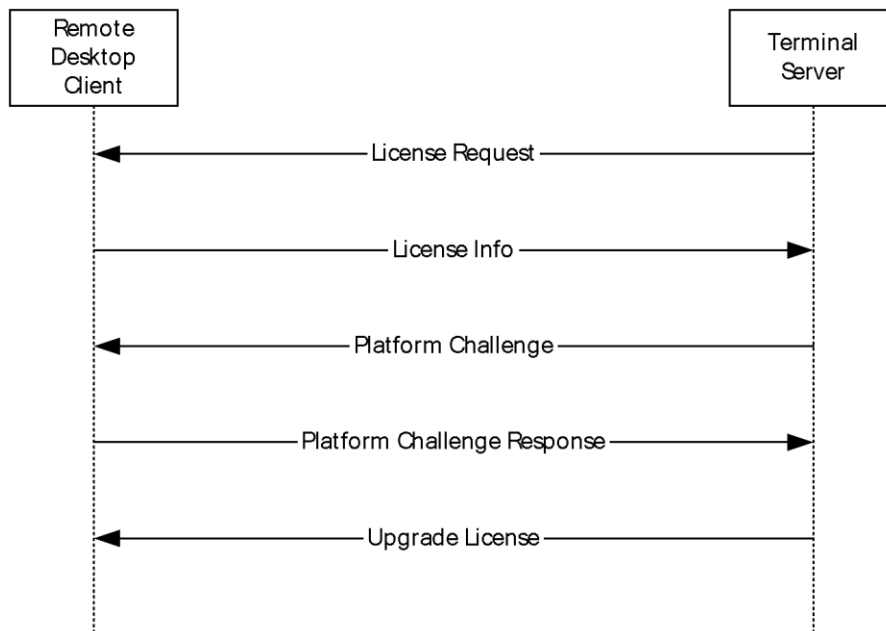 Remote
Desktop
Client
Terminal
Server
License Request
License Info
Platform Challenge
Platform Challenge Response
Upgrade License